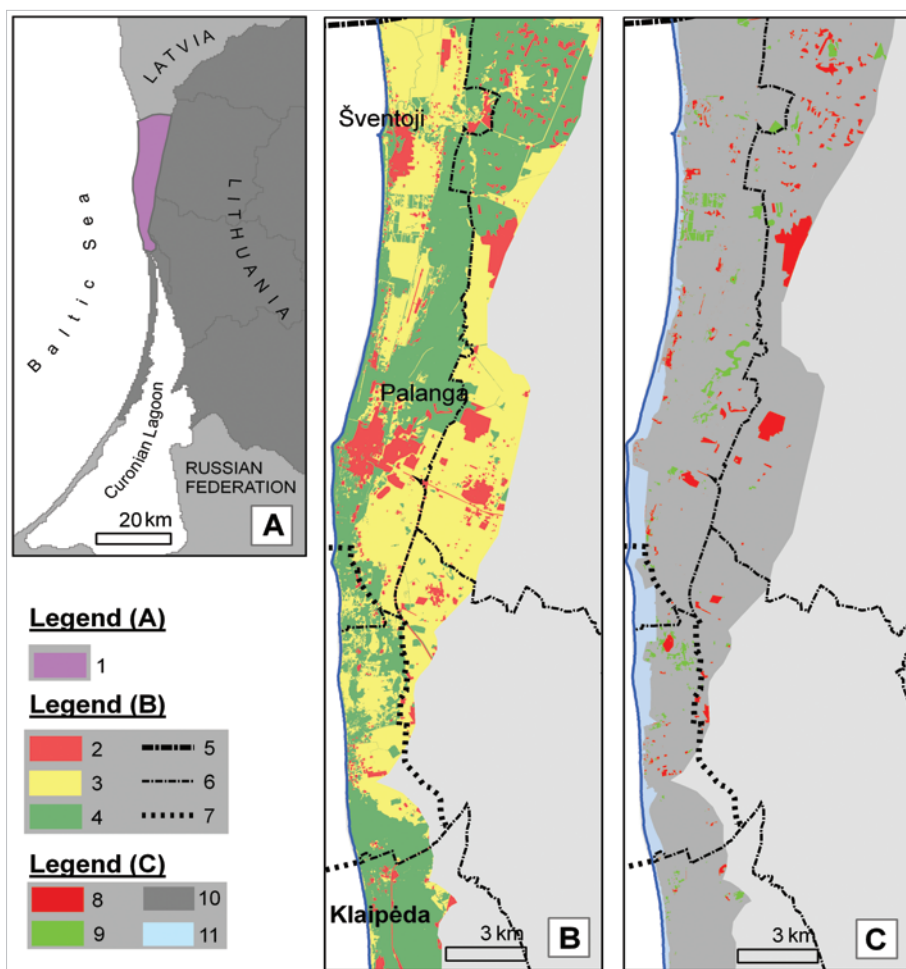 LATVIA
LITHUANIA
Baltic Sea
Curonian Lagoon
RUSSIAN
FEDERATION
20 km
A
Šventoji
Palanga
Klaipėda
3 km
B
3 km
C
Legend (A)
1
Legend (B)
2 5
3 6
4 7
Legend (C)
8 10
9 11